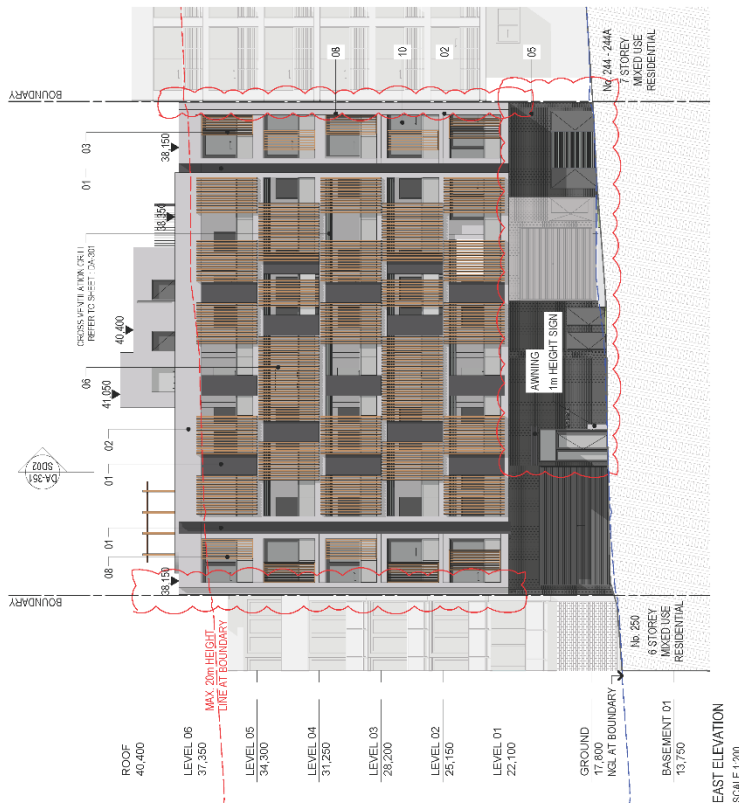 BOUNDARY
BOUNDARY
DA-351
SD02
08
01
01
02
06
01
03
CROSS VENTILATION GRILL
REFER TO SHEET : DA-301
41,050
40,400
38,350
38,150
38,150
ROOF
40,400
LEVEL 06
37,350
MAX. 20m HEIGHT
LINE AT BOUNDARY
LEVEL 05
34,300
LEVEL 04
31,250
LEVEL 03
28,200
LEVEL 02
25,150
LEVEL 01
22,100
08
10
02
05
AWNING
1m HEIGHT SIGN
GROUND
17,800
NGL AT BOUNDARY
No. 250
6 STOREY
MIXED USE
RESIDENTIAL
No. 244 - 244A
7 STOREY
MIXED USE
RESIDENTIAL
BASEMENT 01
13,750
EAST ELEVATION
SCALE 1:200